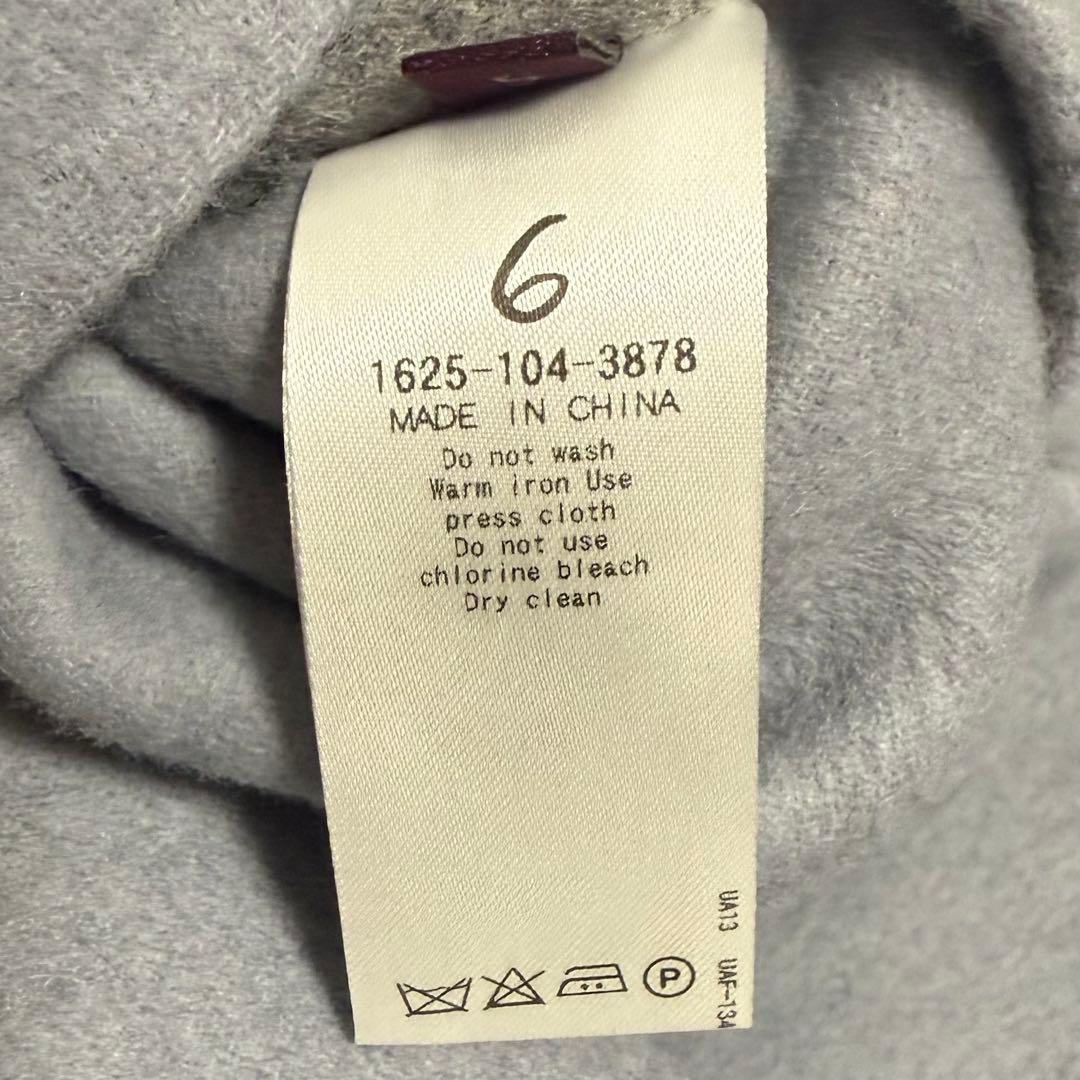 6
1625-104-3878
MADE IN CHINA
Do not wash
Warm iron Use
press cloth
Do not use
chlorine bleach
Dry clean
P
UA13 UAF-134